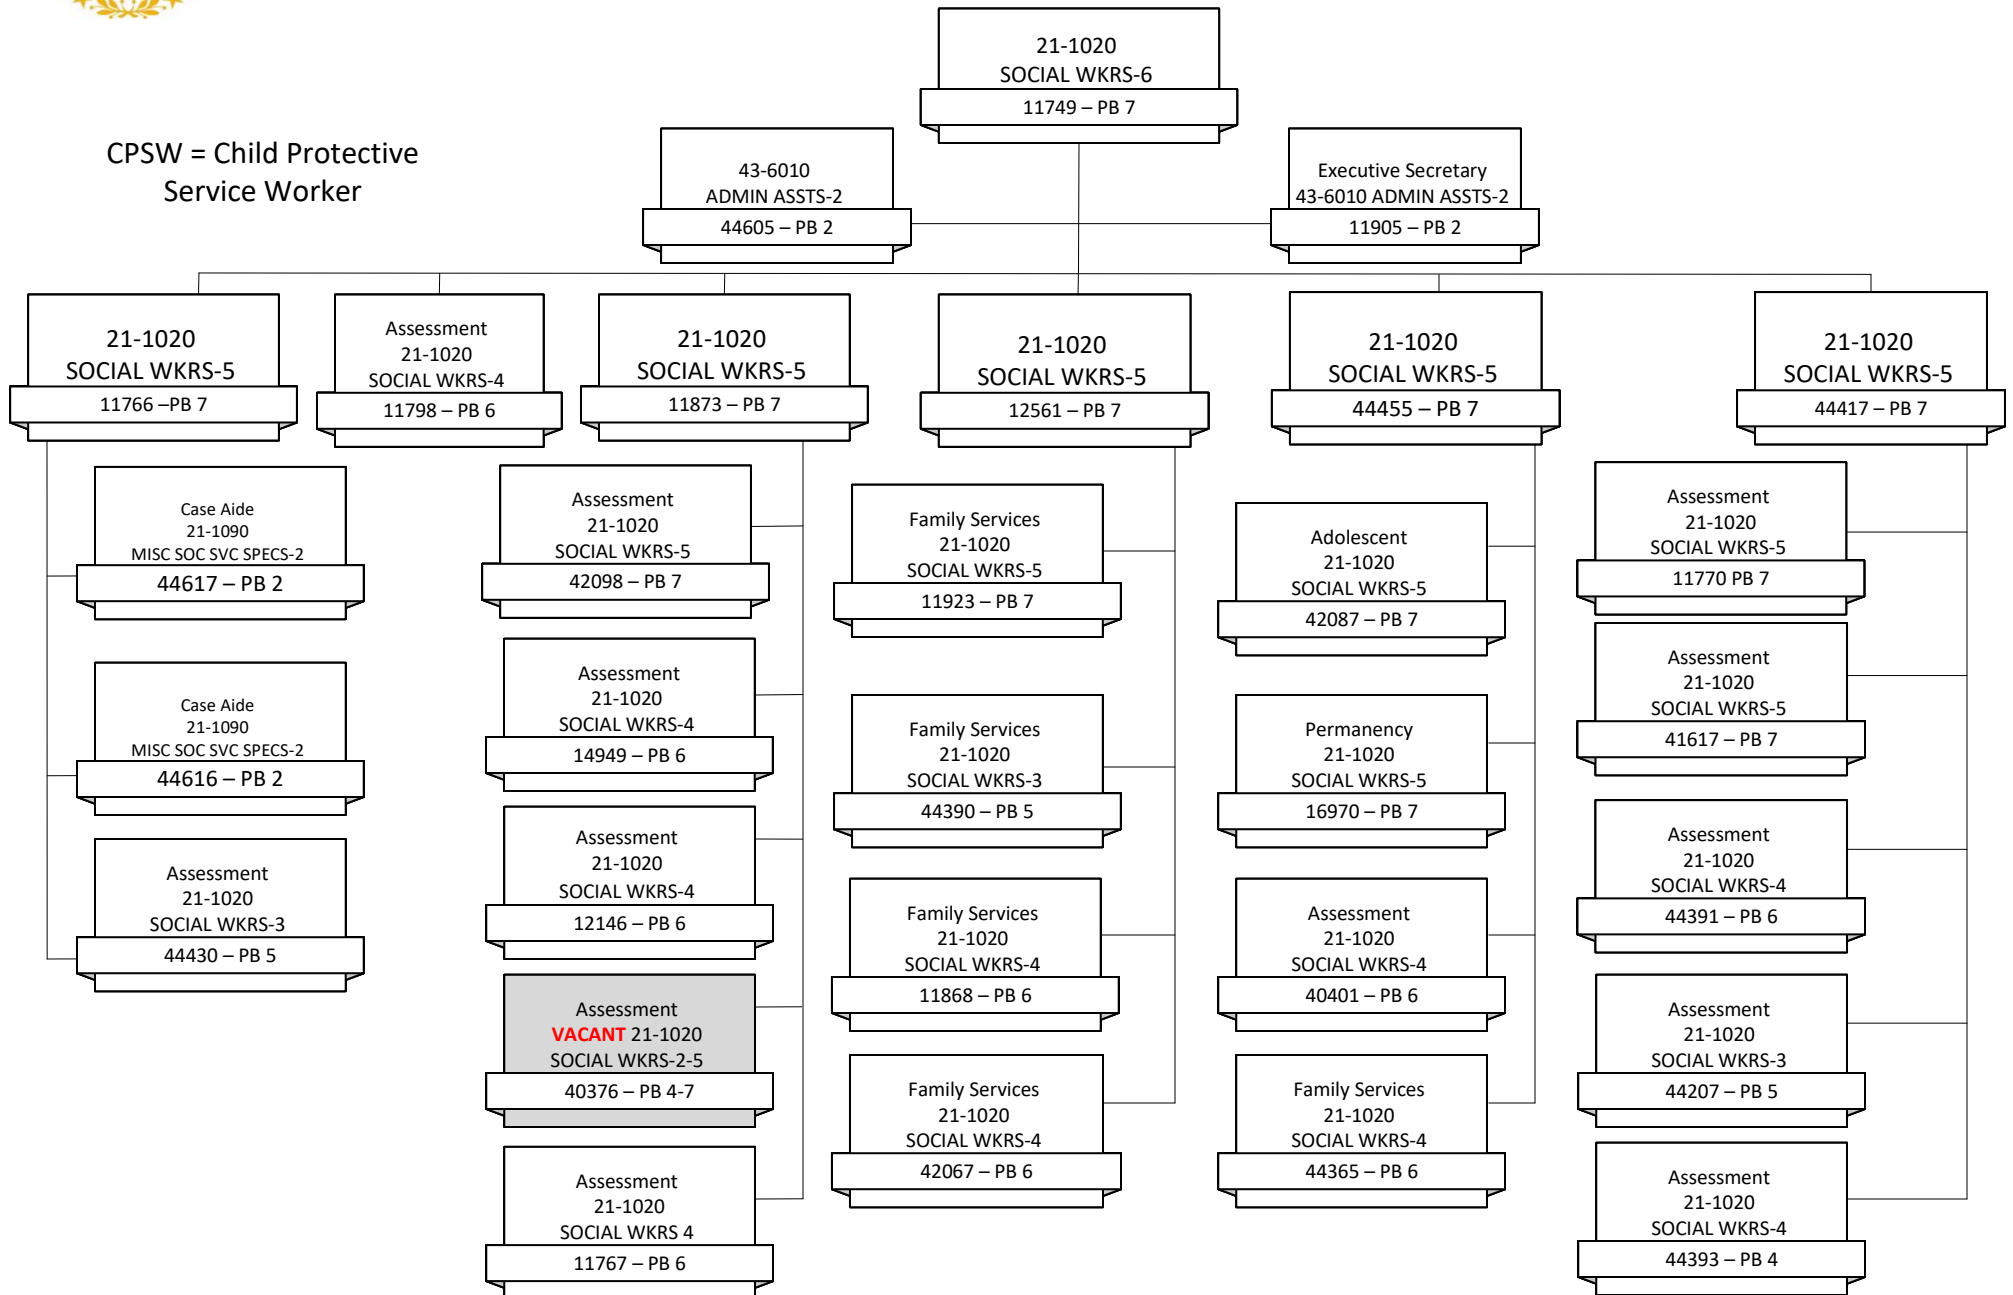 21-1020
SOCIAL WKRS-6
11749 – PB 7
CPSW = Child Protective
Service Worker
43-6010
ADMIN ASSTS-2
44605 – PB 2
Executive Secretary
43-6010 ADMIN ASSTS-2
11905 – PB 2
21-1020
SOCIAL WKRS-5
11766 –PB 7
Assessment
21-1020
SOCIAL WKRS-4
11798 – PB 6
21-1020
SOCIAL WKRS-5
11873 – PB 7
21-1020
SOCIAL WKRS-5
12561 – PB 7
21-1020
SOCIAL WKRS-5
44455 – PB 7
21-1020
SOCIAL WKRS-5
44417 – PB 7
Case Aide
21-1090
MISC SOC SVC SPECS-2
44617 – PB 2
Case Aide
21-1090
MISC SOC SVC SPECS-2
44616 – PB 2
Assessment
21-1020
SOCIAL WKRS-3
44430 – PB 5
Assessment
21-1020
SOCIAL WKRS-5
42098 – PB 7
Assessment
21-1020
SOCIAL WKRS-4
14949 – PB 6
Assessment
21-1020
SOCIAL WKRS-4
12146 – PB 6
Assessment
VACANT 21-1020
SOCIAL WKRS-2-5
40376 – PB 4-7
Assessment
21-1020
SOCIAL WKRS 4
11767 – PB 6
Family Services
21-1020
SOCIAL WKRS-5
11923 – PB 7
Family Services
21-1020
SOCIAL WKRS-3
44390 – PB 5
Family Services
21-1020
SOCIAL WKRS-4
11868 – PB 6
Family Services
21-1020
SOCIAL WKRS-4
42067 – PB 6
Adolescent
21-1020
SOCIAL WKRS-5
42087 – PB 7
Permanency
21-1020
SOCIAL WKRS-5
16970 – PB 7
Assessment
21-1020
SOCIAL WKRS-4
40401 – PB 6
Family Services
21-1020
SOCIAL WKRS-4
44365 – PB 6
Assessment
21-1020
SOCIAL WKRS-5
11770 PB 7
Assessment
21-1020
SOCIAL WKRS-5
41617 – PB 7
Assessment
21-1020
SOCIAL WKRS-4
44391 – PB 6
Assessment
21-1020
SOCIAL WKRS-3
44207 – PB 5
Assessment
21-1020
SOCIAL WKRS-4
44393 – PB 4